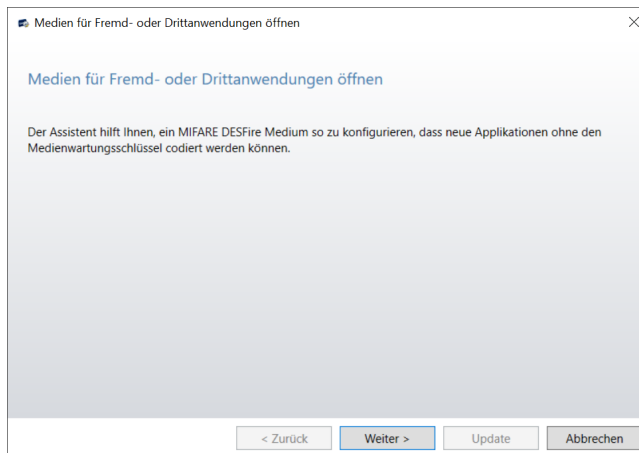 Medien für Fremd- oder Drittanwendungen öffnen
Medien für Fremd- oder Drittanwendungen öffnen
Der Assistent hilft Ihnen, ein MIFARE DESFire Medium so zu konfigurieren, dass neue Applikationen ohne den
Medienwartungsschlüssel codiert werden können.
< Zurück Weiter > Update Abbrechen